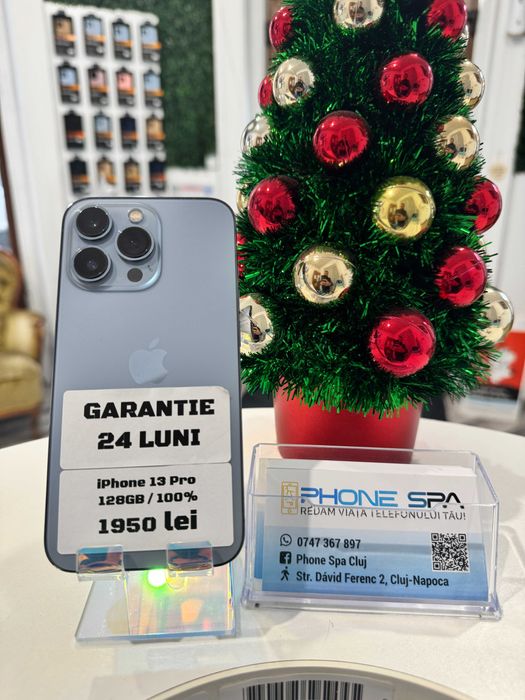 GARANTIE
24 LUNI
iPhone 13 Pro
128GB / 100%
1950 lei
PHONE SPA
REDĂM VIAȚA TELEFONULUI TĂU!
0747 367 897
Phone Spa Cluj
Str. Dávid Ferenc 2, Cluj-Napoca